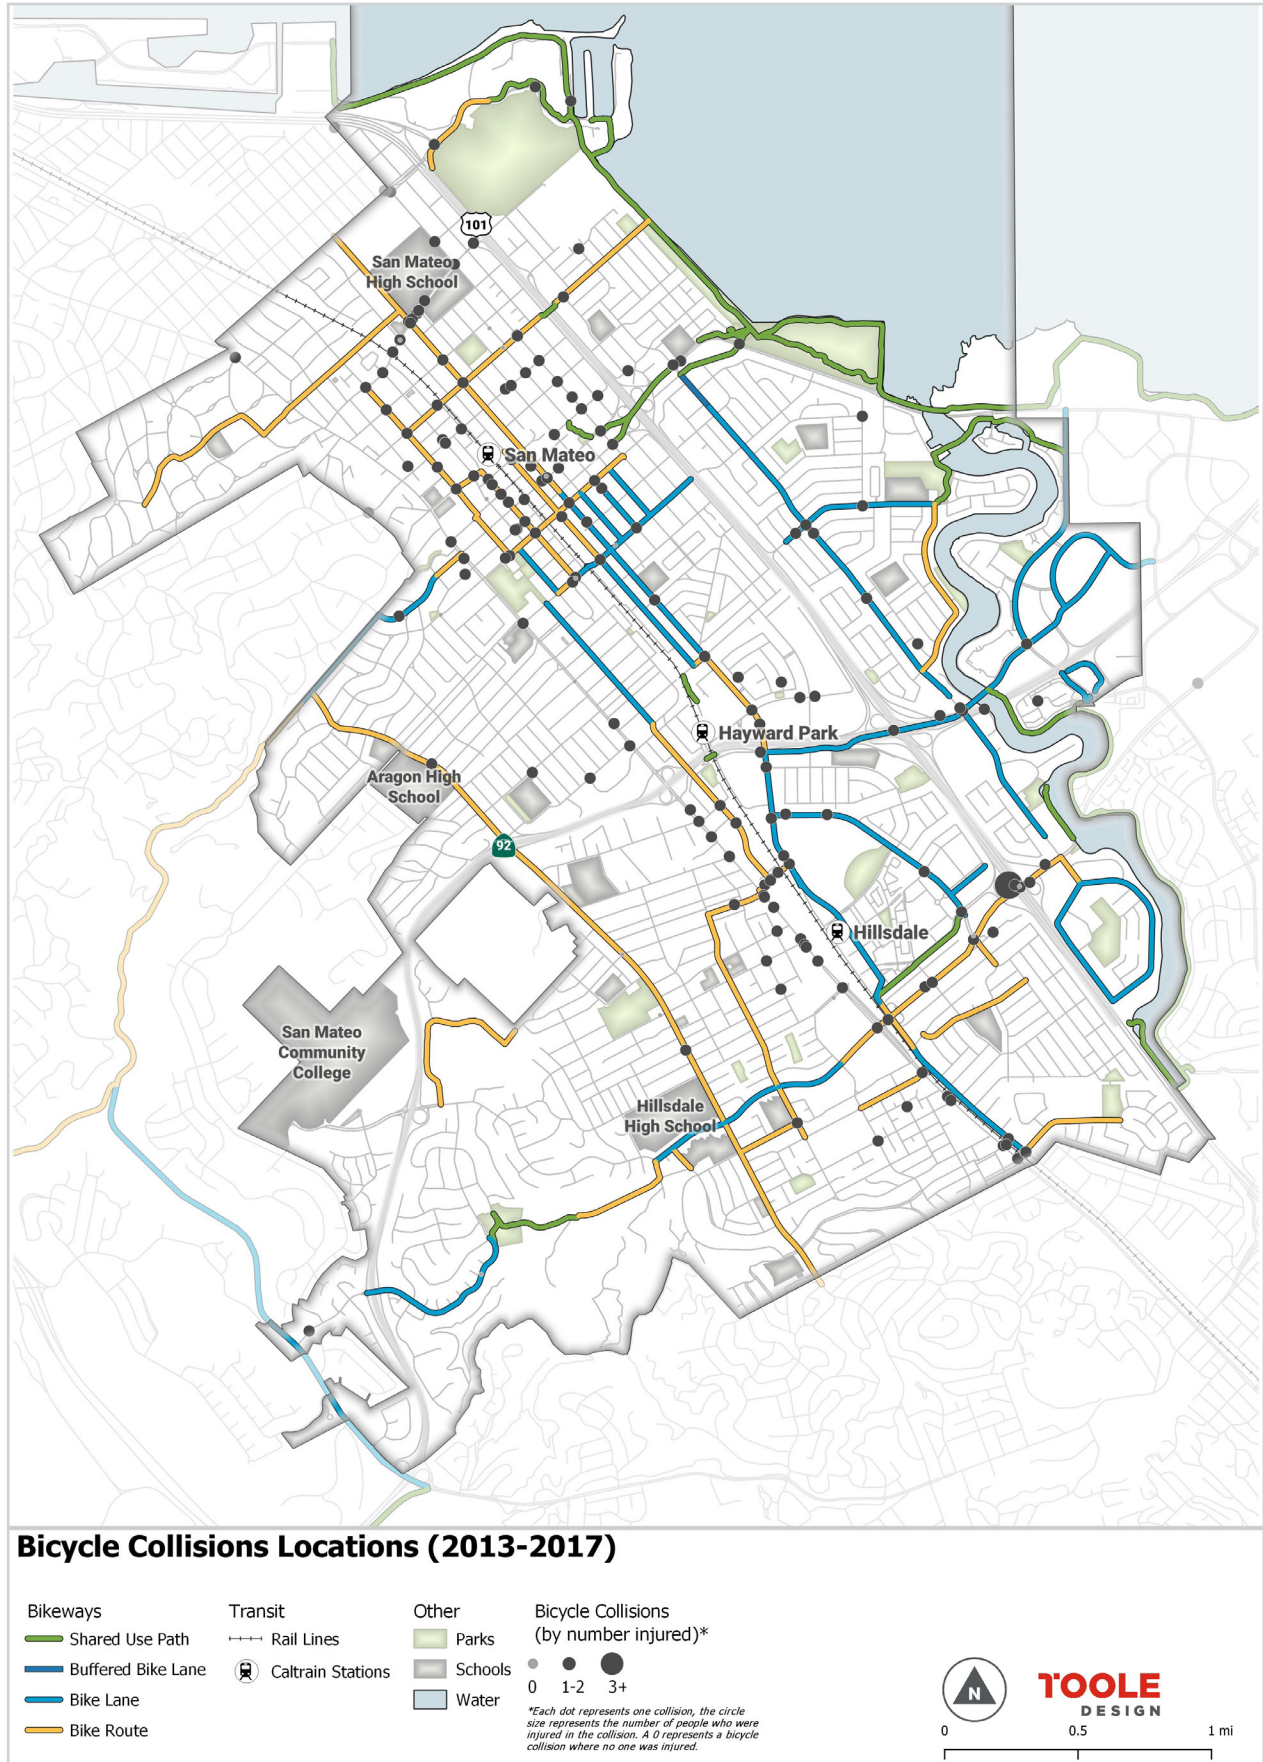 101
San Mateo
High School
San Mateo
Hayward Park
Aragon High
School
92
Hillsdale
San Mateo
Community
College
Hillsdale
High School
Bicycle Collisions Locations (2013-2017)
Bikeways
Shared Use Path
Buffered Bike Lane
Bike Lane
Bike Route
Transit
Rail Lines
Caltrain Stations
Other
Parks
Schools
Water
Bicycle Collisions
(by number injured)*
0 1-2 3+
*Each dot represents one collision, the circle
size represents the number of people who were
injured in the collision. A 0 represents a bicycle
collision where no one was injured.
N
TOOLE
DESIGN
0 0.5 1 mi